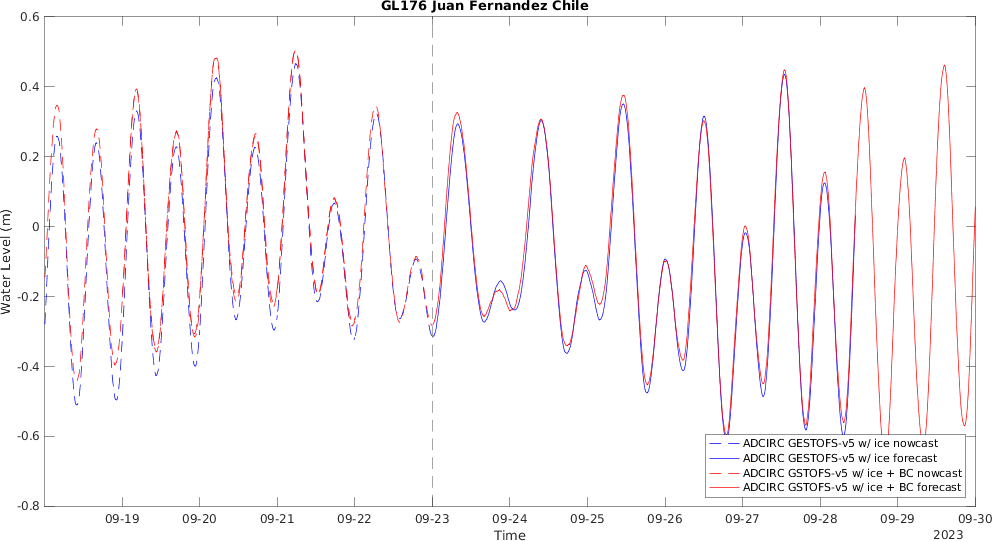 GL176 Juan Fernandez Chile
0.6
0.4
0.2
0
-0.2
-0.4
-0.6
-0.8
Water Level (m)
ADCIRC GESTOFS-v5 w/ ice nowcast
ADCIRC GESTOFS-v5 w/ ice forecast
ADCIRC GSTOFS-v5 w/ ice + BC nowcast
ADCIRC GSTOFS-v5 w/ ice + BC forecast
09-19 09-20 09-21 09-22 09-23 09-24 09-25 09-26 09-27 09-28 09-29 09-30
Time
2023